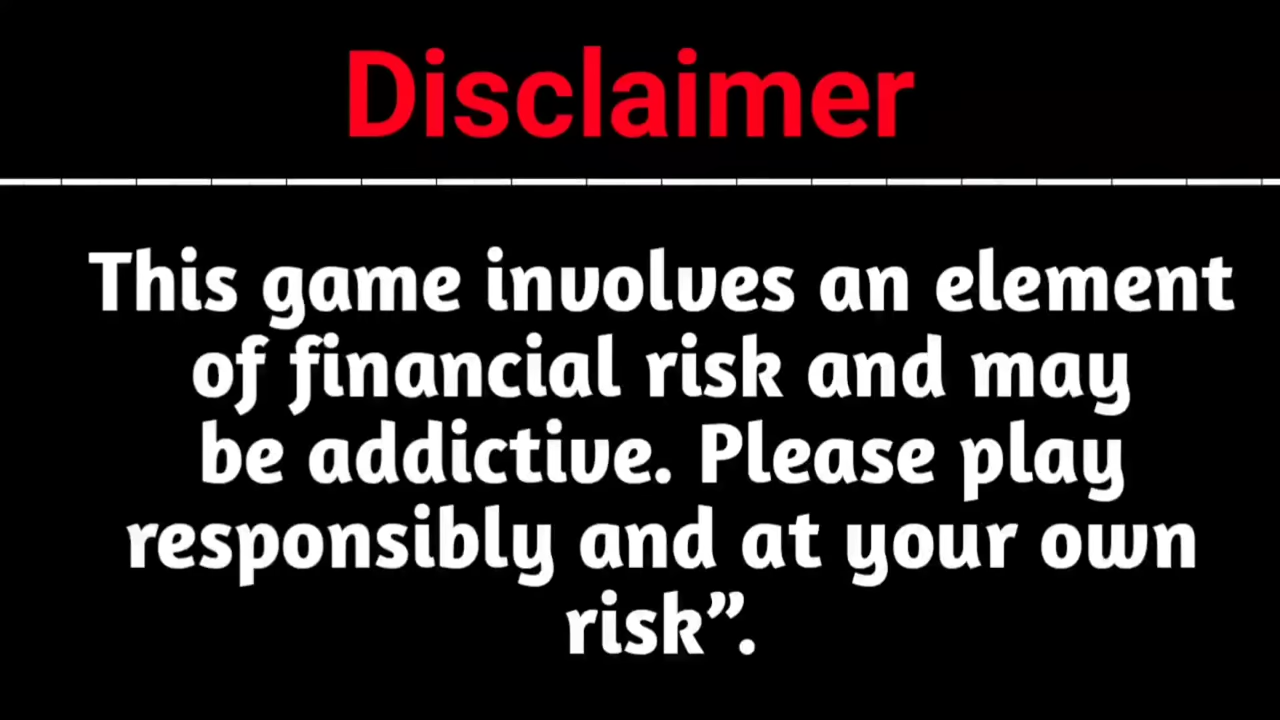 Disclaimer
This game involves an element
of financial risk and may
be addictive. Please play
responsibly and at your own
risk”.